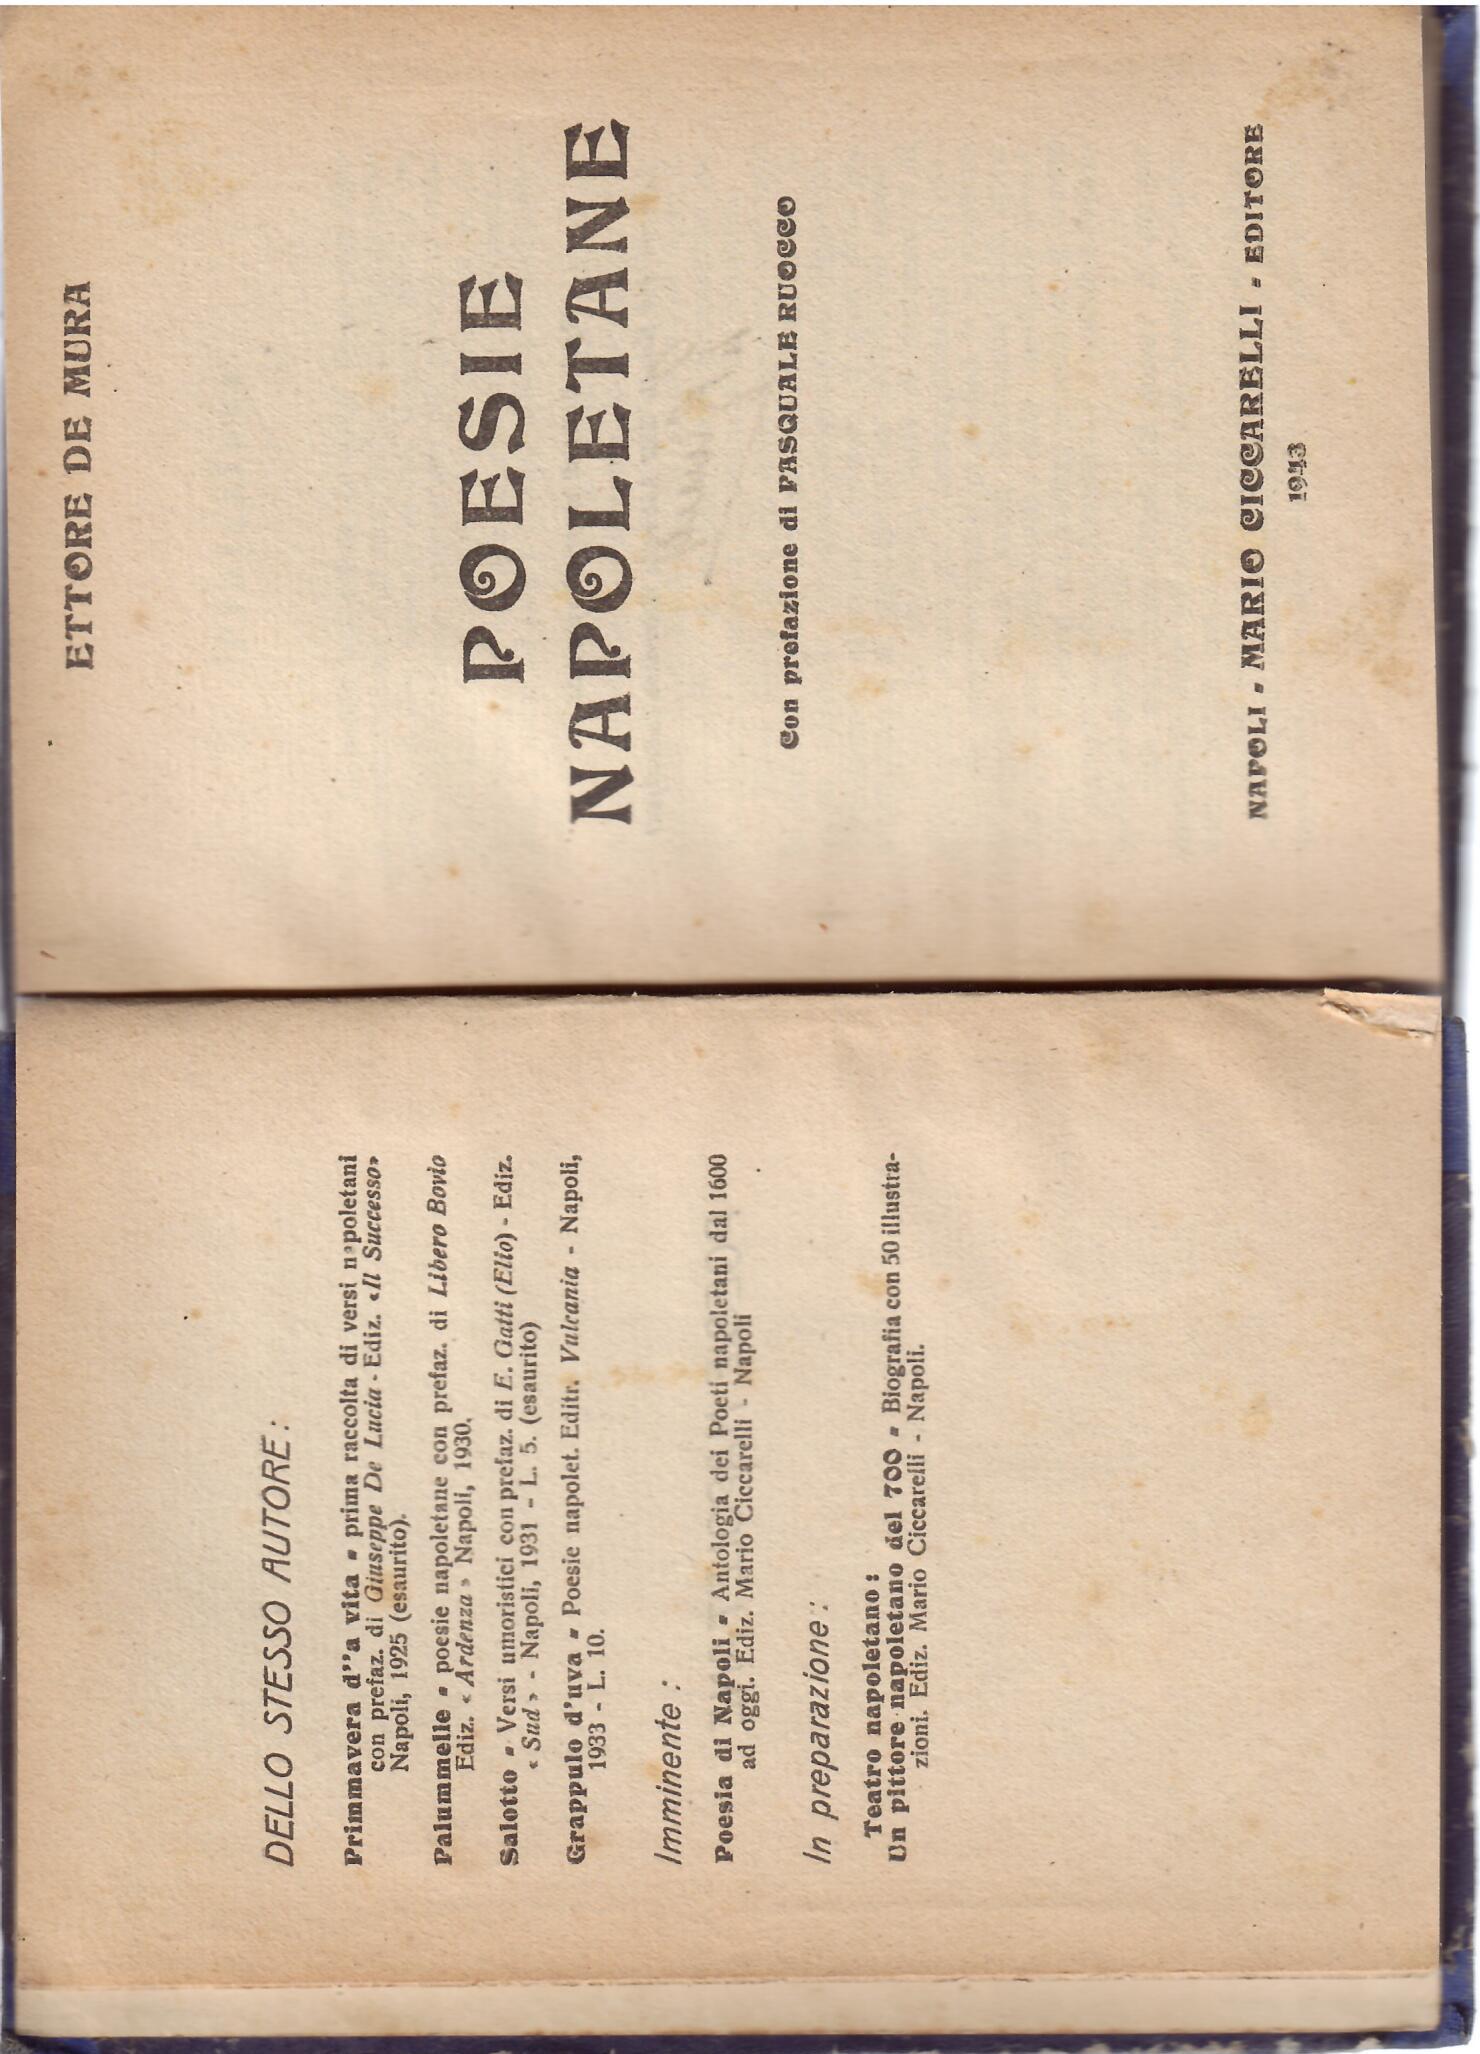 DELLO STESSO AUTORE:
Primmavera d''a vita - prima raccolta di versi napoletani
con prefaz. di Giuseppe De Lucia - Ediz. «Il Successo»
Napoli, 1925 (esaurito).
Palummelle - poesie napoletane con prefaz. di Libero Bovio
Ediz. « Ardenza » Napoli, 1930.
Salotto - Versi umoristici con prefaz. di E. Gatti (Elio) - Ediz.
« Sud » - Napoli, 1931 - L. 5. (esaurito)
Grappulo d'uva - Poesie napolet. Editr. Vulcania - Napoli,
1933 - L. 10.
Imminente :
Poesia di Napoli - Antologia dei Poeti napoletani dal 1600
ad oggi. Ediz. Mario Ciccarelli - Napoli
In preparazione :
Teatro napoletano :
Un pittore napoletano del 700 - Biografia con 50 illustra-
zioni. Ediz. Mario Ciccarelli - Napoli.
ETTORE DE MURA
POESIE
NAPOLETANE
Con prefazione di PASQUALE RUOCCO
NAPOLI - MARIO CICCARELLI - EDITORE
1943